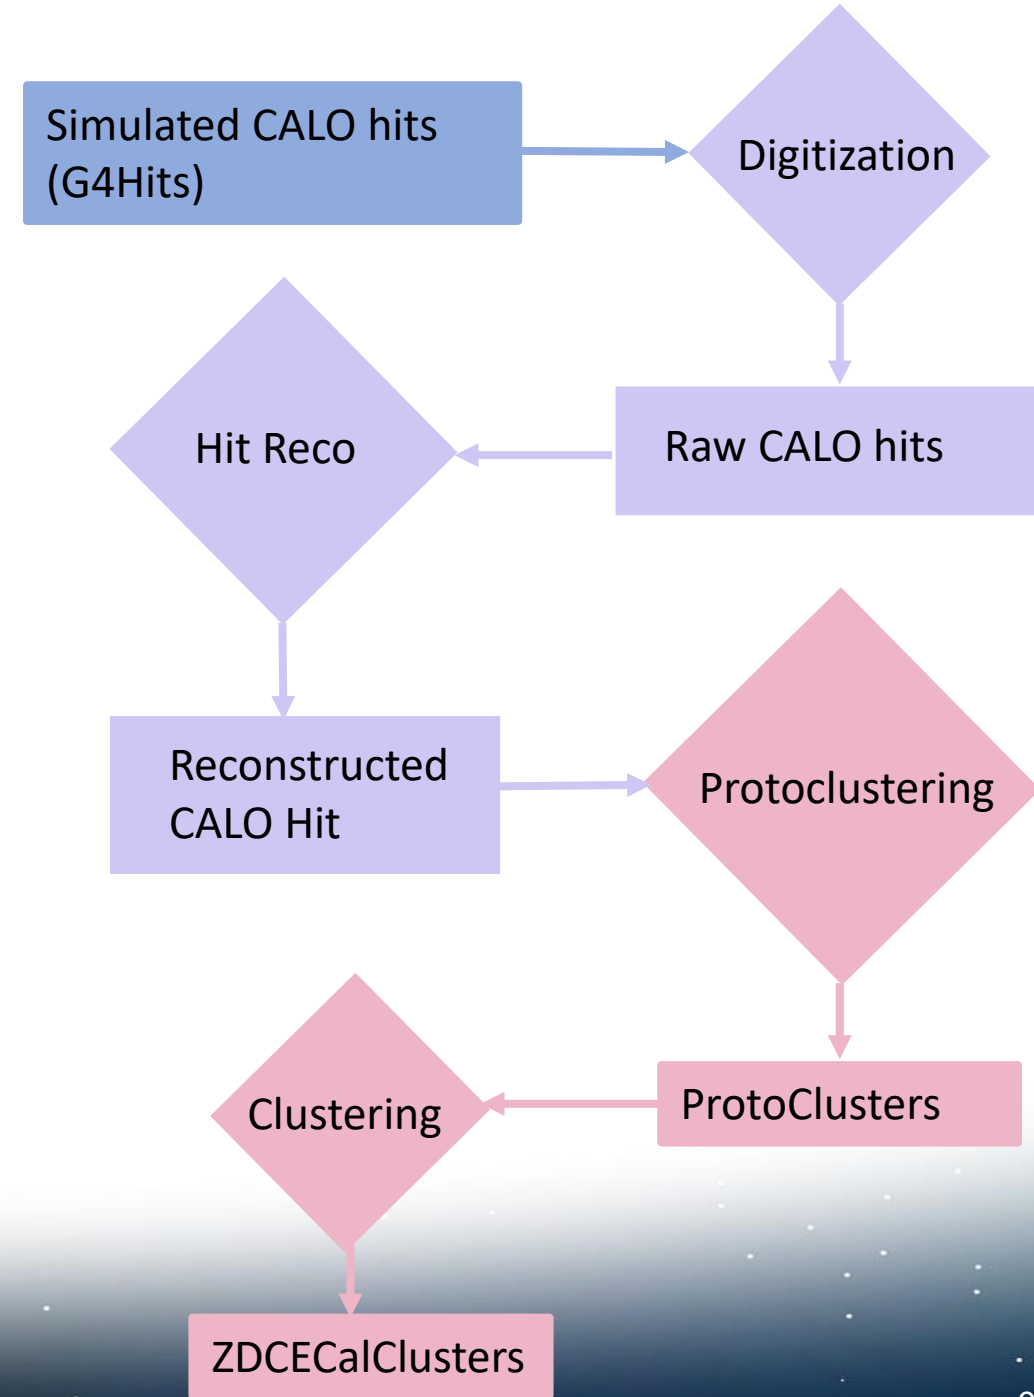 Simulated CALO hits
(G4Hits)
Digitization
Raw CALO hits
Hit Reco
Reconstructed
CALO Hit
Protoclustering
ProtoClusters
Clustering
ZDCECalClusters